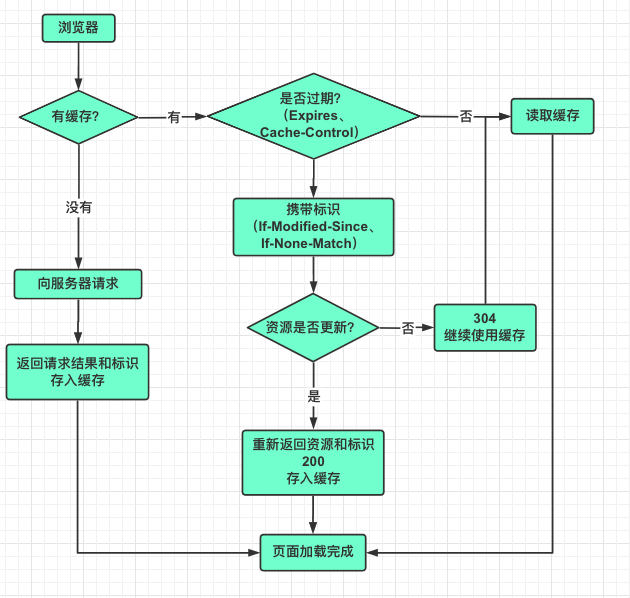 浏览器
有缓存？
有
是否过期？
（Expires、
Cache-Control）
否
读取缓存
没有
携带标识
（If-Modified-Since、
If-None-Match）
向服务器请求
资源是否更新？
否
304
继续使用缓存
返回请求结果和标识
存入缓存
是
重新返回资源和标识
200
存入缓存
页面加载完成